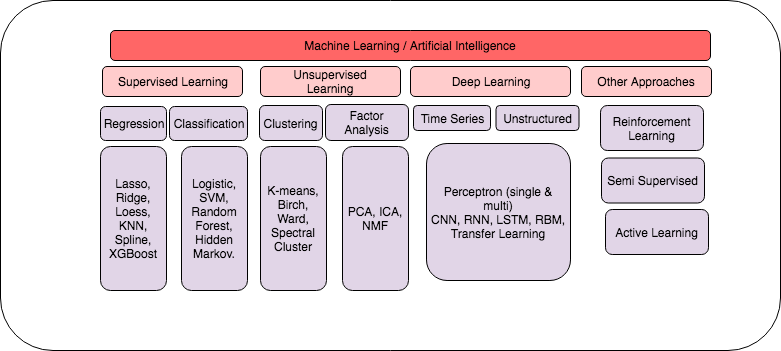 Machine Learning / Artificial Intelligence
Supervised Learning
Unsupervised
Learning
Deep Learning
Other Approaches
Regression
Classification
Clustering
Factor
Analysis
Time Series
Unstructured
Reinforcement
Learning
Lasso,
Ridge,
Loess,
KNN,
Spline,
XGBoost
Logistic,
SVM,
Random
Forest,
Hidden
Markov.
K-means,
Birch,
Ward,
Spectral
Cluster
PCA, ICA,
NMF
Perceptron (single &
multi)
CNN, RNN, LSTM, RBM,
Transfer Learning
Semi Supervised
Active Learning